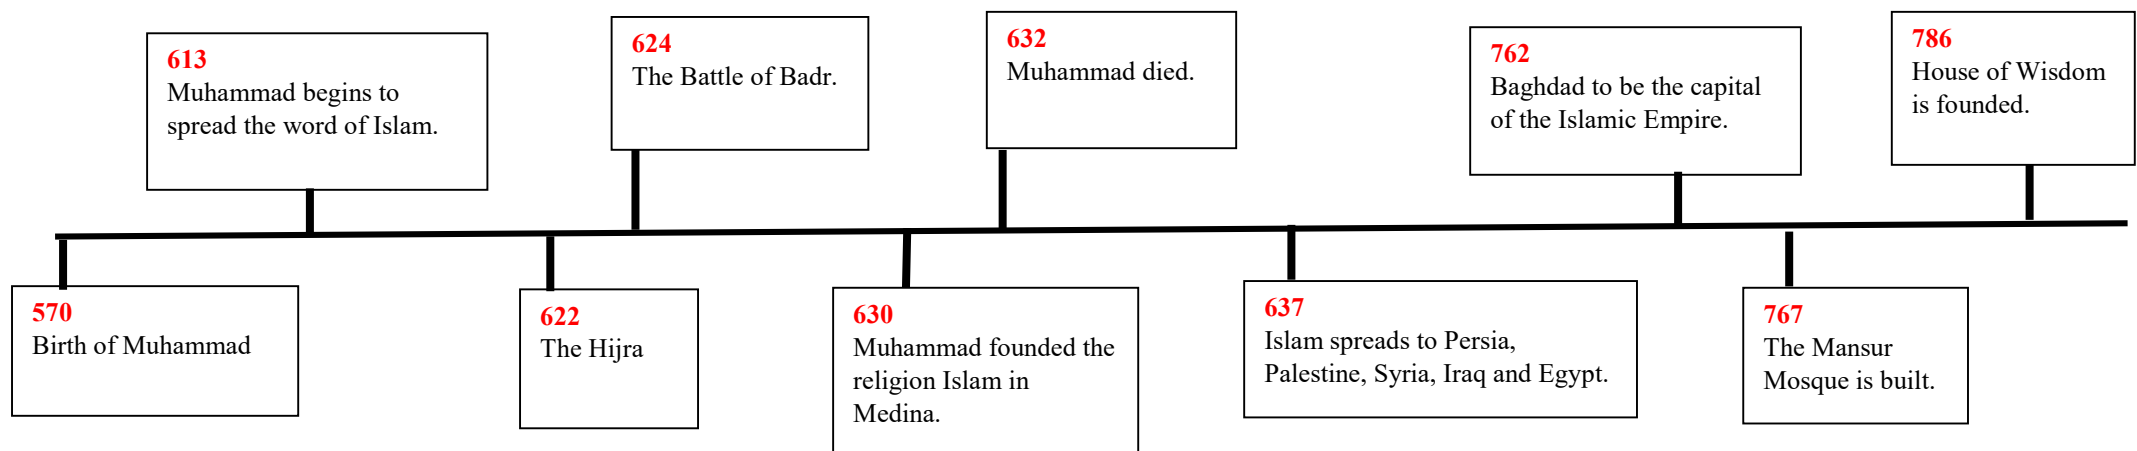 613
Muhammad begins to
spread the word of Islam.
624
The Battle of Badr.
632
Muhammad died.
762
Baghdad to be the capital
of the Islamic Empire.
786
House of Wisdom
is founded.
570
Birth of Muhammad
622
The Hijra
630
Muhammad founded the
religion Islam in
Medina.
637
Islam spreads to Persia,
Palestine, Syria, Iraq and Egypt.
767
The Mansur
Mosque is built.